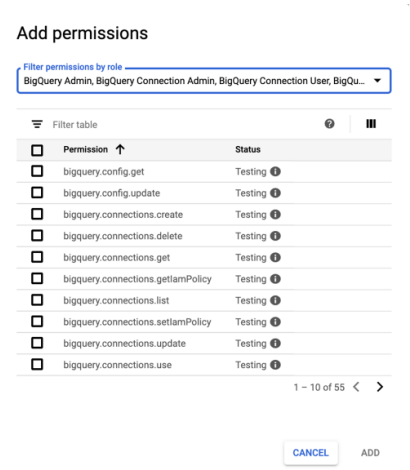 Add permissions
Filter permissions by role
BigQuery Admin, BigQuery Connection Admin, BigQuery Connection User, BigQu...
Filter table
Permission Status
bigquery.config.get Testing
bigquery.config.update Testing
bigquery.connections.create Testing
bigquery.connections.delete Testing
bigquery.connections.get Testing
bigquery.connections.getIamPolicy Testing
bigquery.connections.list Testing
bigquery.connections.setIamPolicy Testing
bigquery.connections.update Testing
bigquery.connections.use Testing
1 – 10 of 55
CANCEL ADD